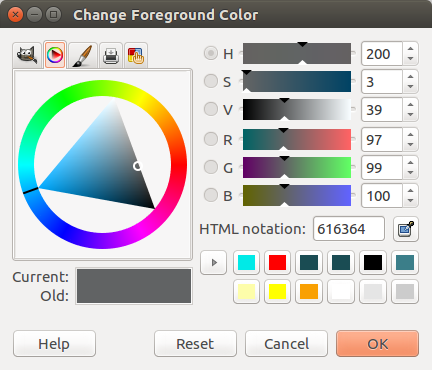 Change Foreground Color
H 200
S 3
V 39
R 97
G 99
B 100
HTML notation: 616364
Current:
Old:
Help Reset Cancel OK